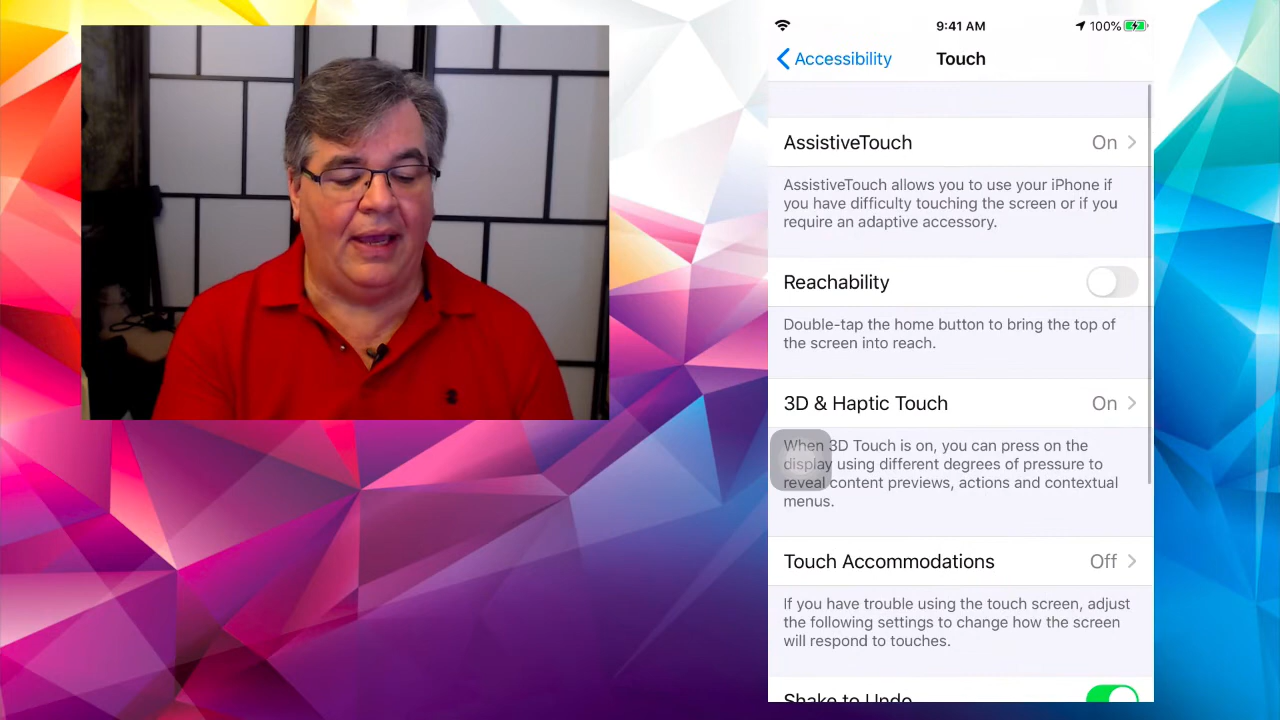 9:41 AM
100%
Accessibility
Touch
AssistiveTouch
On
AssistiveTouch allows you to use your iPhone if
you have difficulty touching the screen or if you
require an adaptive accessory.
Reachability
Double-tap the home button to bring the top of
the screen into reach.
3D & Haptic Touch
On
When 3D Touch is on, you can press on the
display using different degrees of pressure to
reveal content previews, actions and contextual
menus.
Touch Accommodations
Off
If you have trouble using the touch screen, adjust
the following settings to change how the screen
will respond to touches.
Shake to Undo